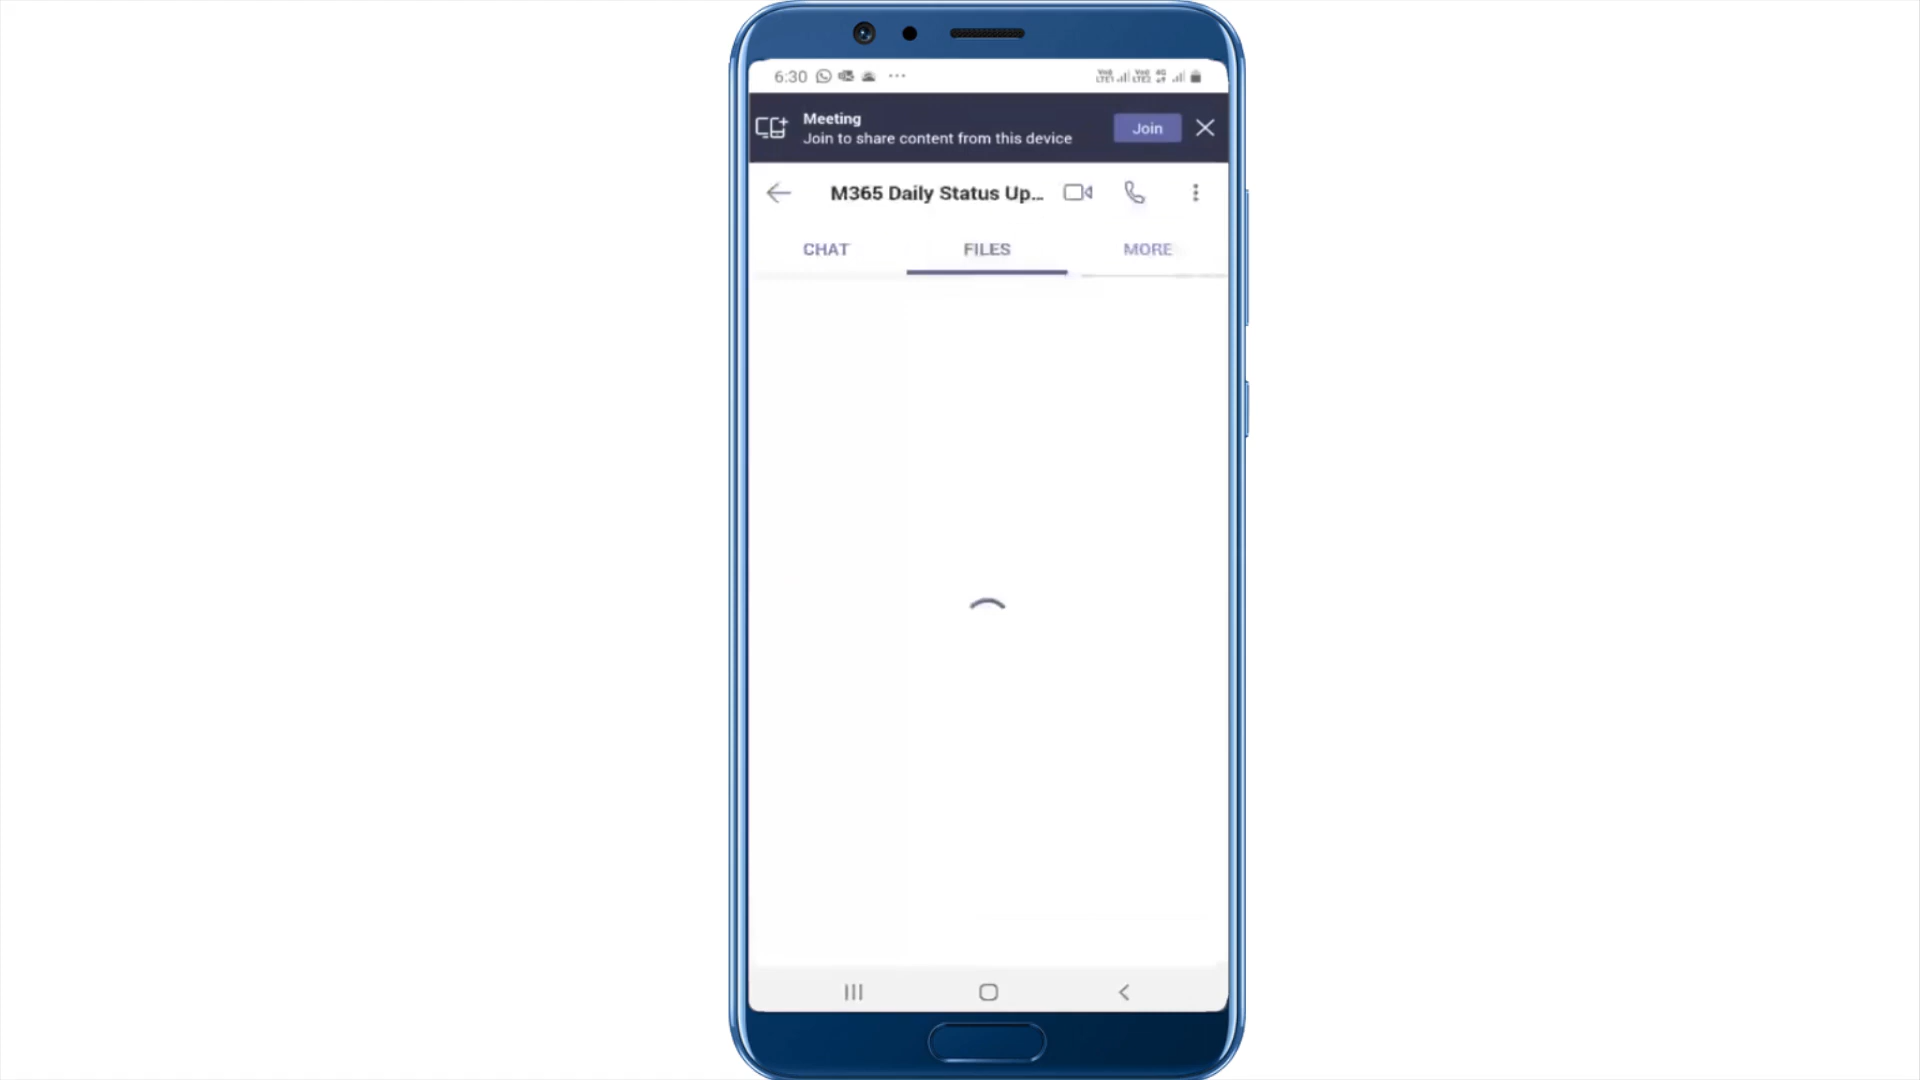 6:30
Meeting
Join to share content from this device
Join
M365 Daily Status Up...
CHAT
FILES
MORE